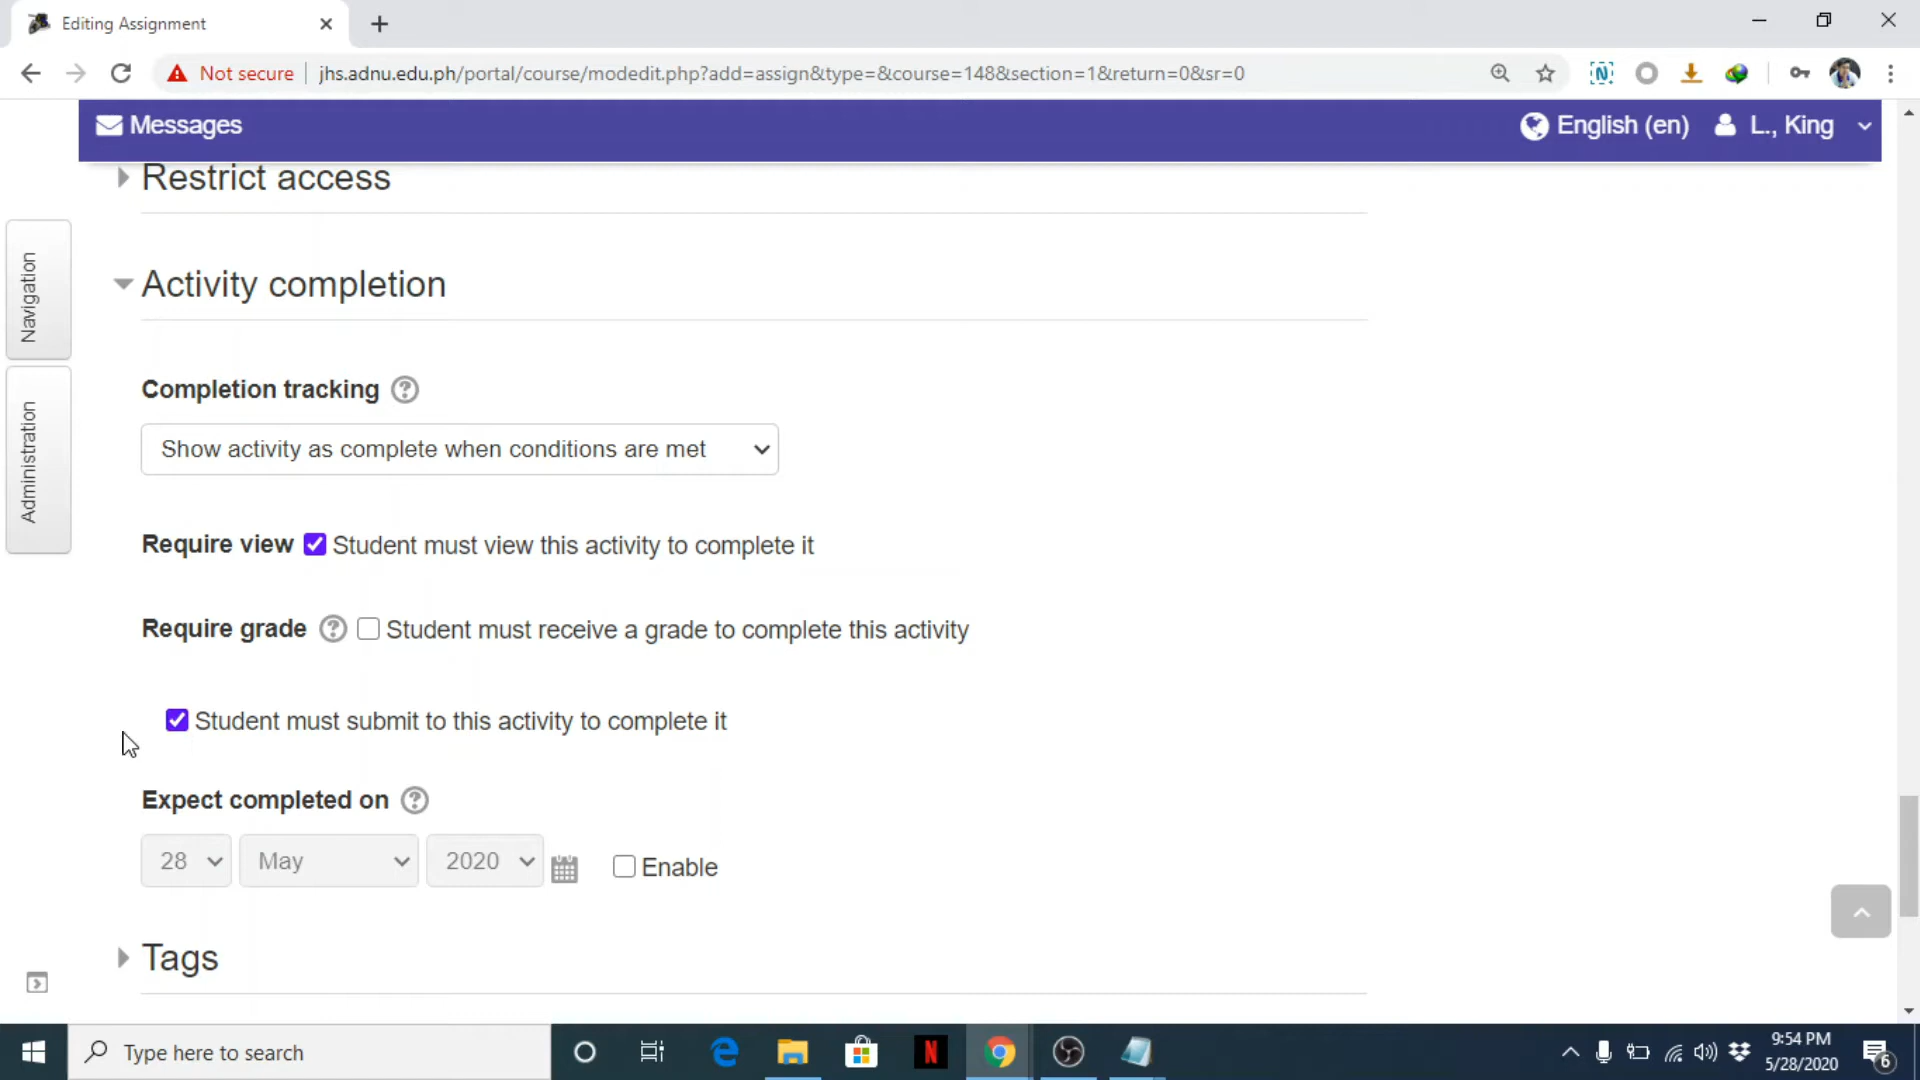 Editing Assignment
Not secure
jhs.adnu.edu.ph/portal/course/modedit.php?add=assign&type=&course=148&section=1&return=0&sr=0
Messages
English (en)
L., King
Restrict access
Navigation
Administration
Activity completion
Completion tracking
Show activity as complete when conditions are met
Require view Student must view this activity to complete it
Require grade Student must receive a grade to complete this activity
Student must submit to this activity to complete it
Expect completed on
28 May 2020 Enable
Tags
Type here to search
9:54 PM
5/28/2020
6